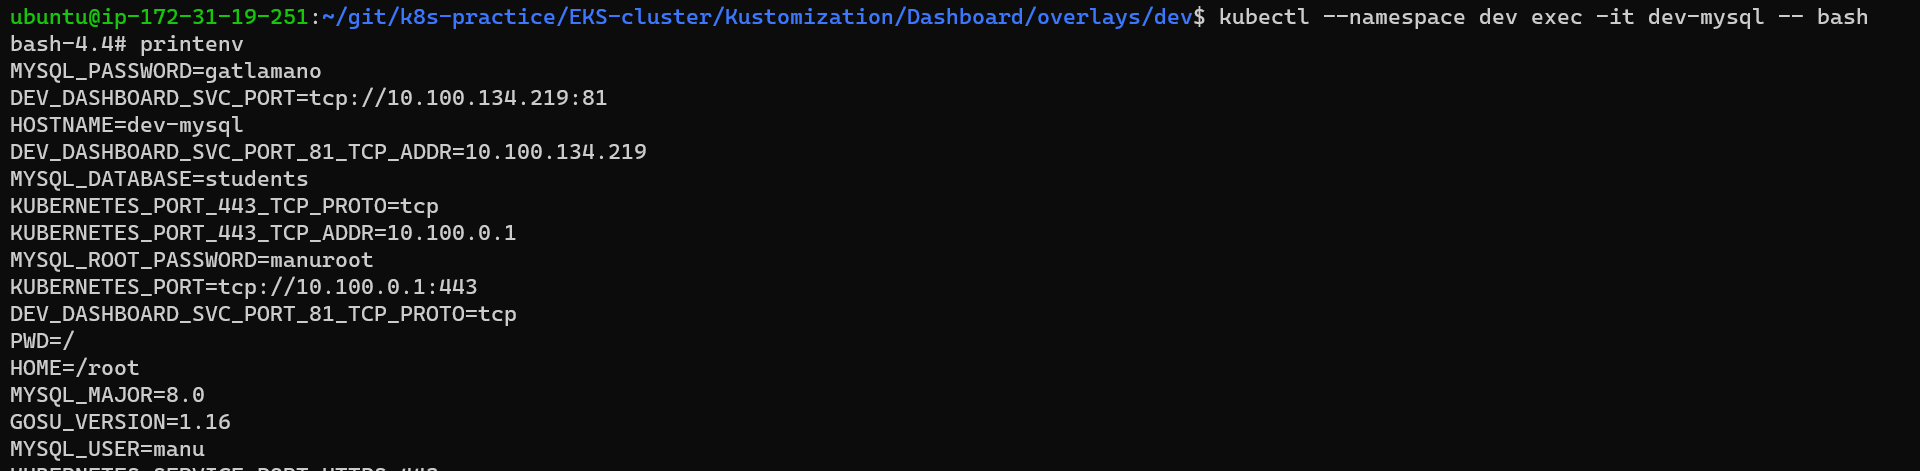 ubuntu@ip-172-31-19-251:~/git/k8s-practice/EKS-cluster/Kustomization/Dashboard/overlays/dev$ kubectl --namespace dev exec -it dev-mysql -- bash
bash-4.4# printenv
MYSQL_PASSWORD=gatlamano
DEV_DASHBOARD_SVC_PORT=tcp://10.100.134.219:81
HOSTNAME=dev-mysql
DEV_DASHBOARD_SVC_PORT_81_TCP_ADDR=10.100.134.219
MYSQL_DATABASE=students
KUBERNETES_PORT_443_TCP_PROTO=tcp
KUBERNETES_PORT_443_TCP_ADDR=10.100.0.1
MYSQL_ROOT_PASSWORD=manuroot
KUBERNETES_PORT=tcp://10.100.0.1:443
DEV_DASHBOARD_SVC_PORT_81_TCP_PROTO=tcp
PWD=/
HOME=/root
MYSQL_MAJOR=8.0
GOSU_VERSION=1.16
MYSQL_USER=manu